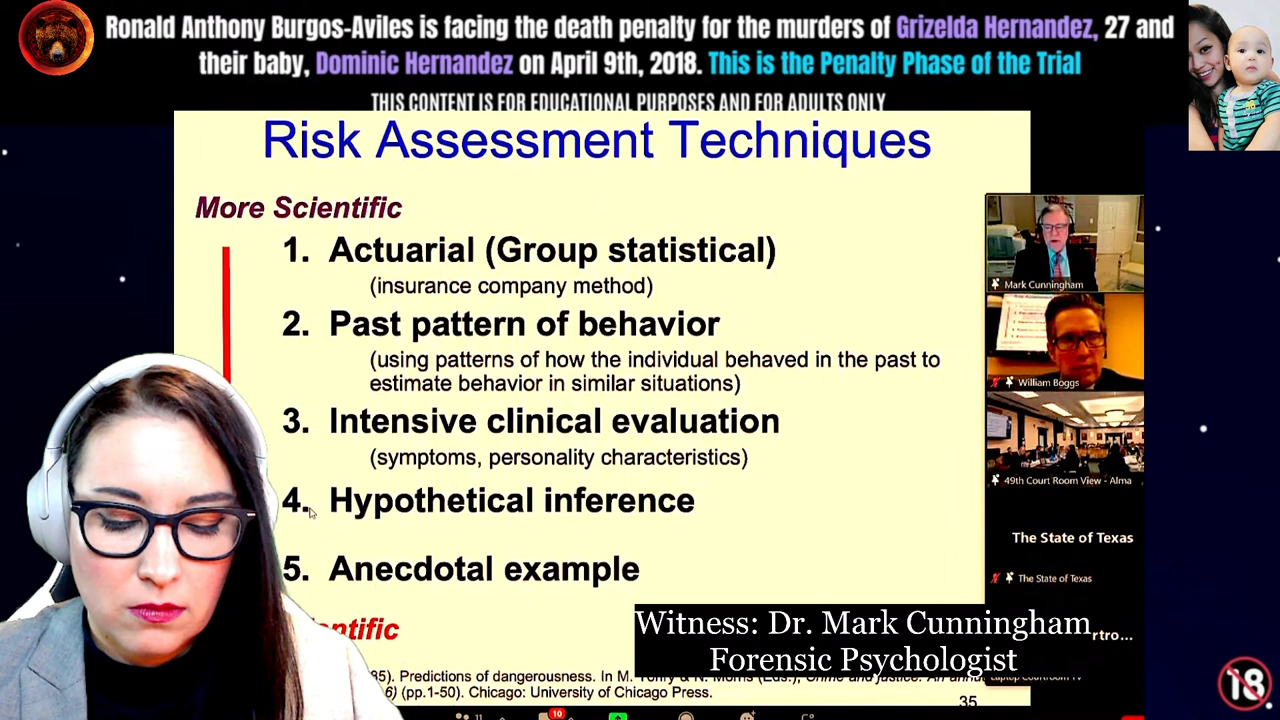 Ronald Anthony Burgos-Aviles is facing the death penalty for the murders of Grizelda Hernandez, 27 and
their baby, Dominic Hernandez on April 9th, 2018. This is the Penalty Phase of the Trial
THIS CONTENT IS FOR EDUCATIONAL PURPOSES AND FOR ADULTS ONLY
Risk Assessment Techniques
More Scientific
1. Actuarial (Group statistical)
(insurance company method)
2. Past pattern of behavior
(using patterns of how the individual behaved in the past to
estimate behavior in similar situations)
3. Intensive clinical evaluation
(symptoms, personality characteristics)
4. Hypothetical inference
5. Anecdotal example
Mark Cunningham
William Boggs
49th Court Room View - Alma
The State of Texas
The State of Texas
rtro...
Witness: Dr. Mark Cunningham
Forensic Psychologist
Predictions of dangerousness. In M.
(pp.1-50). Chicago: University of Chicago Press.
35
10
18